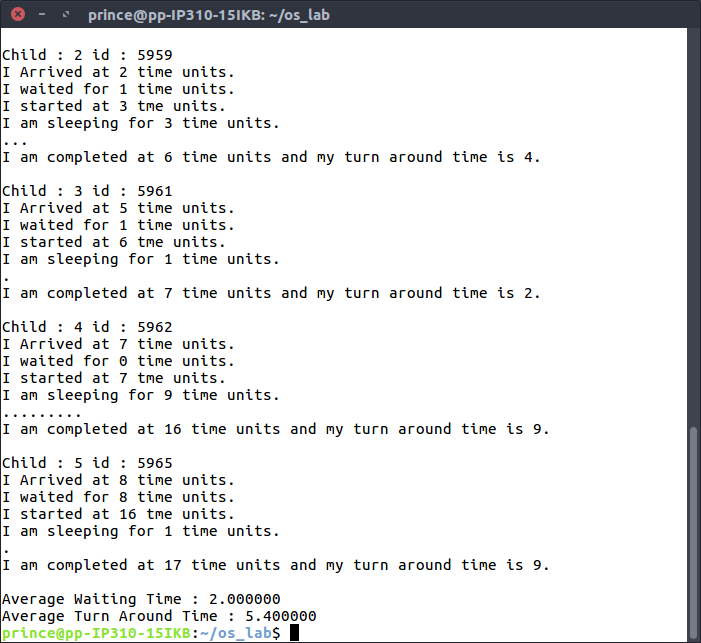 prince@pp-IP310-15IKB: ~/os_lab
Child : 2 id : 5959
I Arrived at 2 time units.
I waited for 1 time units.
I started at 3 tme units.
I am sleeping for 3 time units.
...
I am completed at 6 time units and my turn around time is 4.
Child : 3 id : 5961
I Arrived at 5 time units.
I waited for 1 time units.
I started at 6 tme units.
I am sleeping for 1 time units.
.
I am completed at 7 time units and my turn around time is 2.
Child : 4 id : 5962
I Arrived at 7 time units.
I waited for 0 time units.
I started at 7 tme units.
I am sleeping for 9 time units.
.........
I am completed at 16 time units and my turn around time is 9.
Child : 5 id : 5965
I Arrived at 8 time units.
I waited for 8 time units.
I started at 16 tme units.
I am sleeping for 1 time units.
.
I am completed at 17 time units and my turn around time is 9.
Average Waiting Time : 2.000000
Average Turn Around Time : 5.400000
prince@pp-IP310-15IKB:~/os_lab$